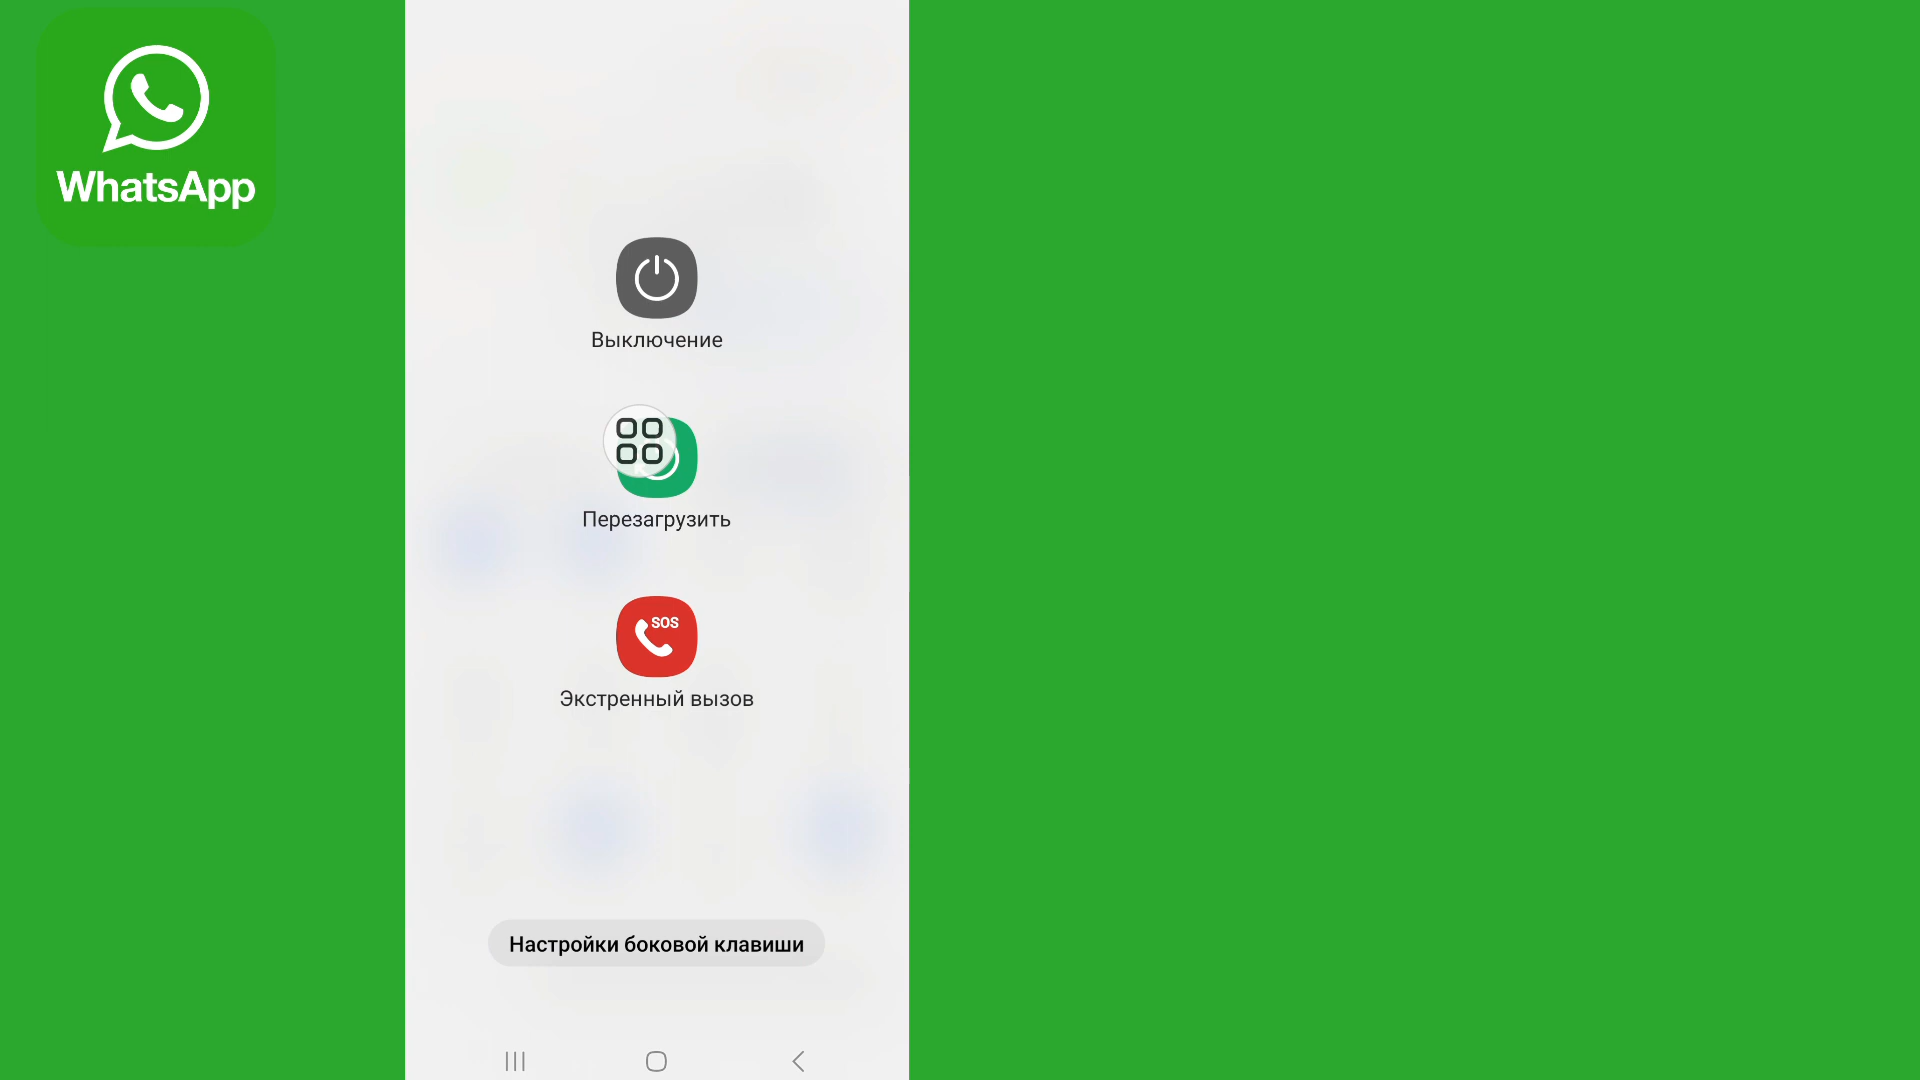 WhatsApp
Выключение
Перезагрузить
SOS
Экстренный вызов
Настройки боковой клавиши